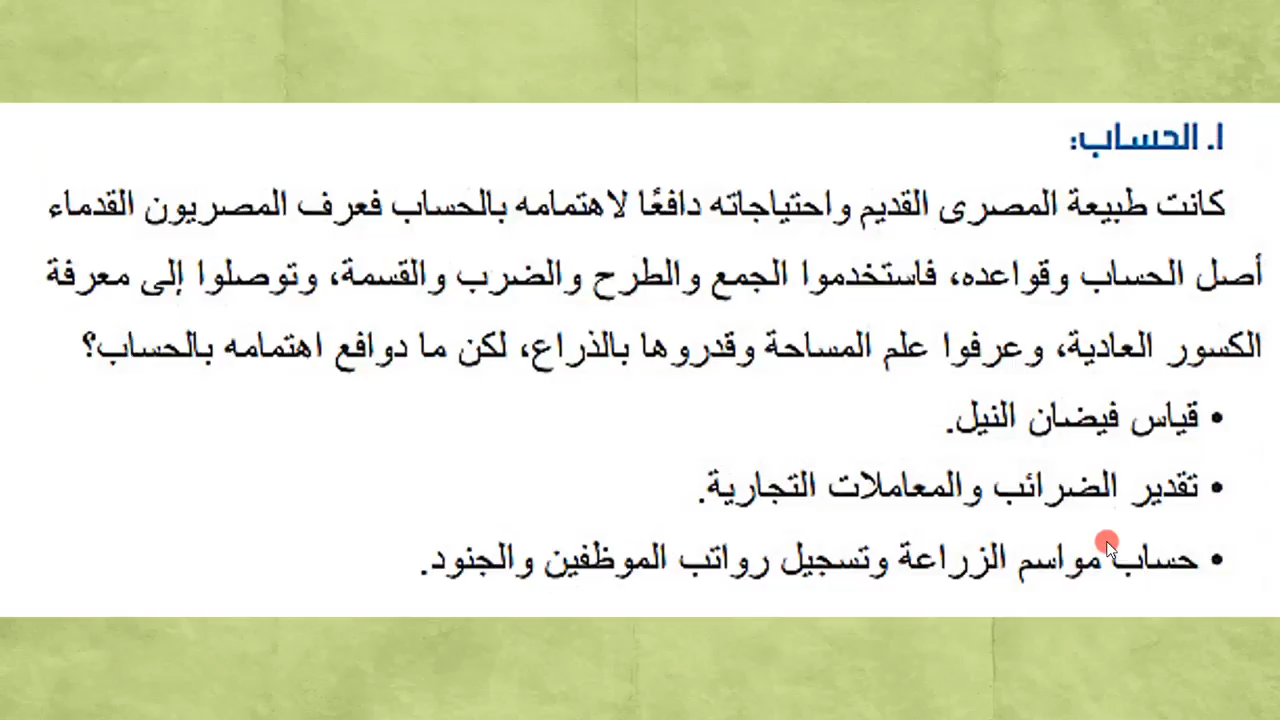 ١. الحساب:
كانت طبيعة المصرى القديم واحتياجاته دافعًا لاهتمامه بالحساب فعرف المصريون القدماء
أصل الحساب وقواعده، فاستخدموا الجمع والطرح والضرب والقسمة، وتوصلوا إلى معرفة
الكسور العادية، وعرفوا علم المساحة وقدروها بالذراع، لكن ما دوافع اهتمامه بالحساب؟
• قياس فيضان النيل.
• تقدير الضرائب والمعاملات التجارية.
• حساب مواسم الزراعة وتسجيل رواتب الموظفين والجنود.